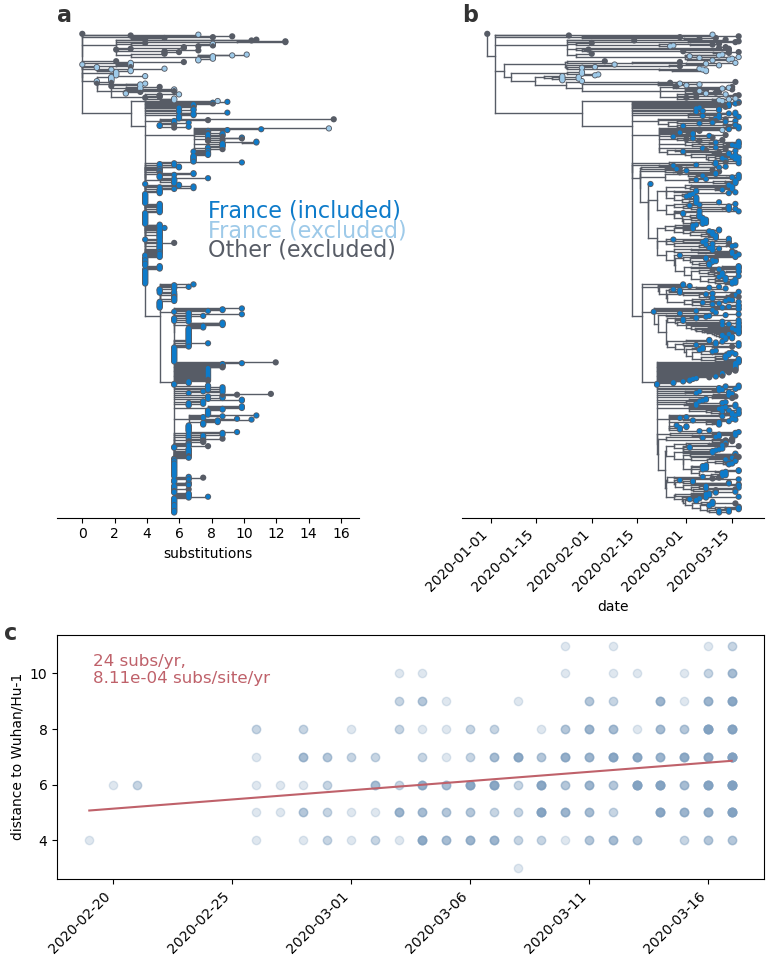 a
b
France (included)
France (excluded)
Other (excluded)
0 2 4 6 8 10 12 14 16
substitutions
2020-01-01 2020-01-15 2020-02-01 2020-02-15 2020-03-01 2020-03-15
date
c
24 subs/yr,
8.11e-04 subs/site/yr
10
8
6
4
distance to Wuhan/Hu-1
2020-02-20 2020-02-25 2020-03-01 2020-03-06 2020-03-11 2020-03-16